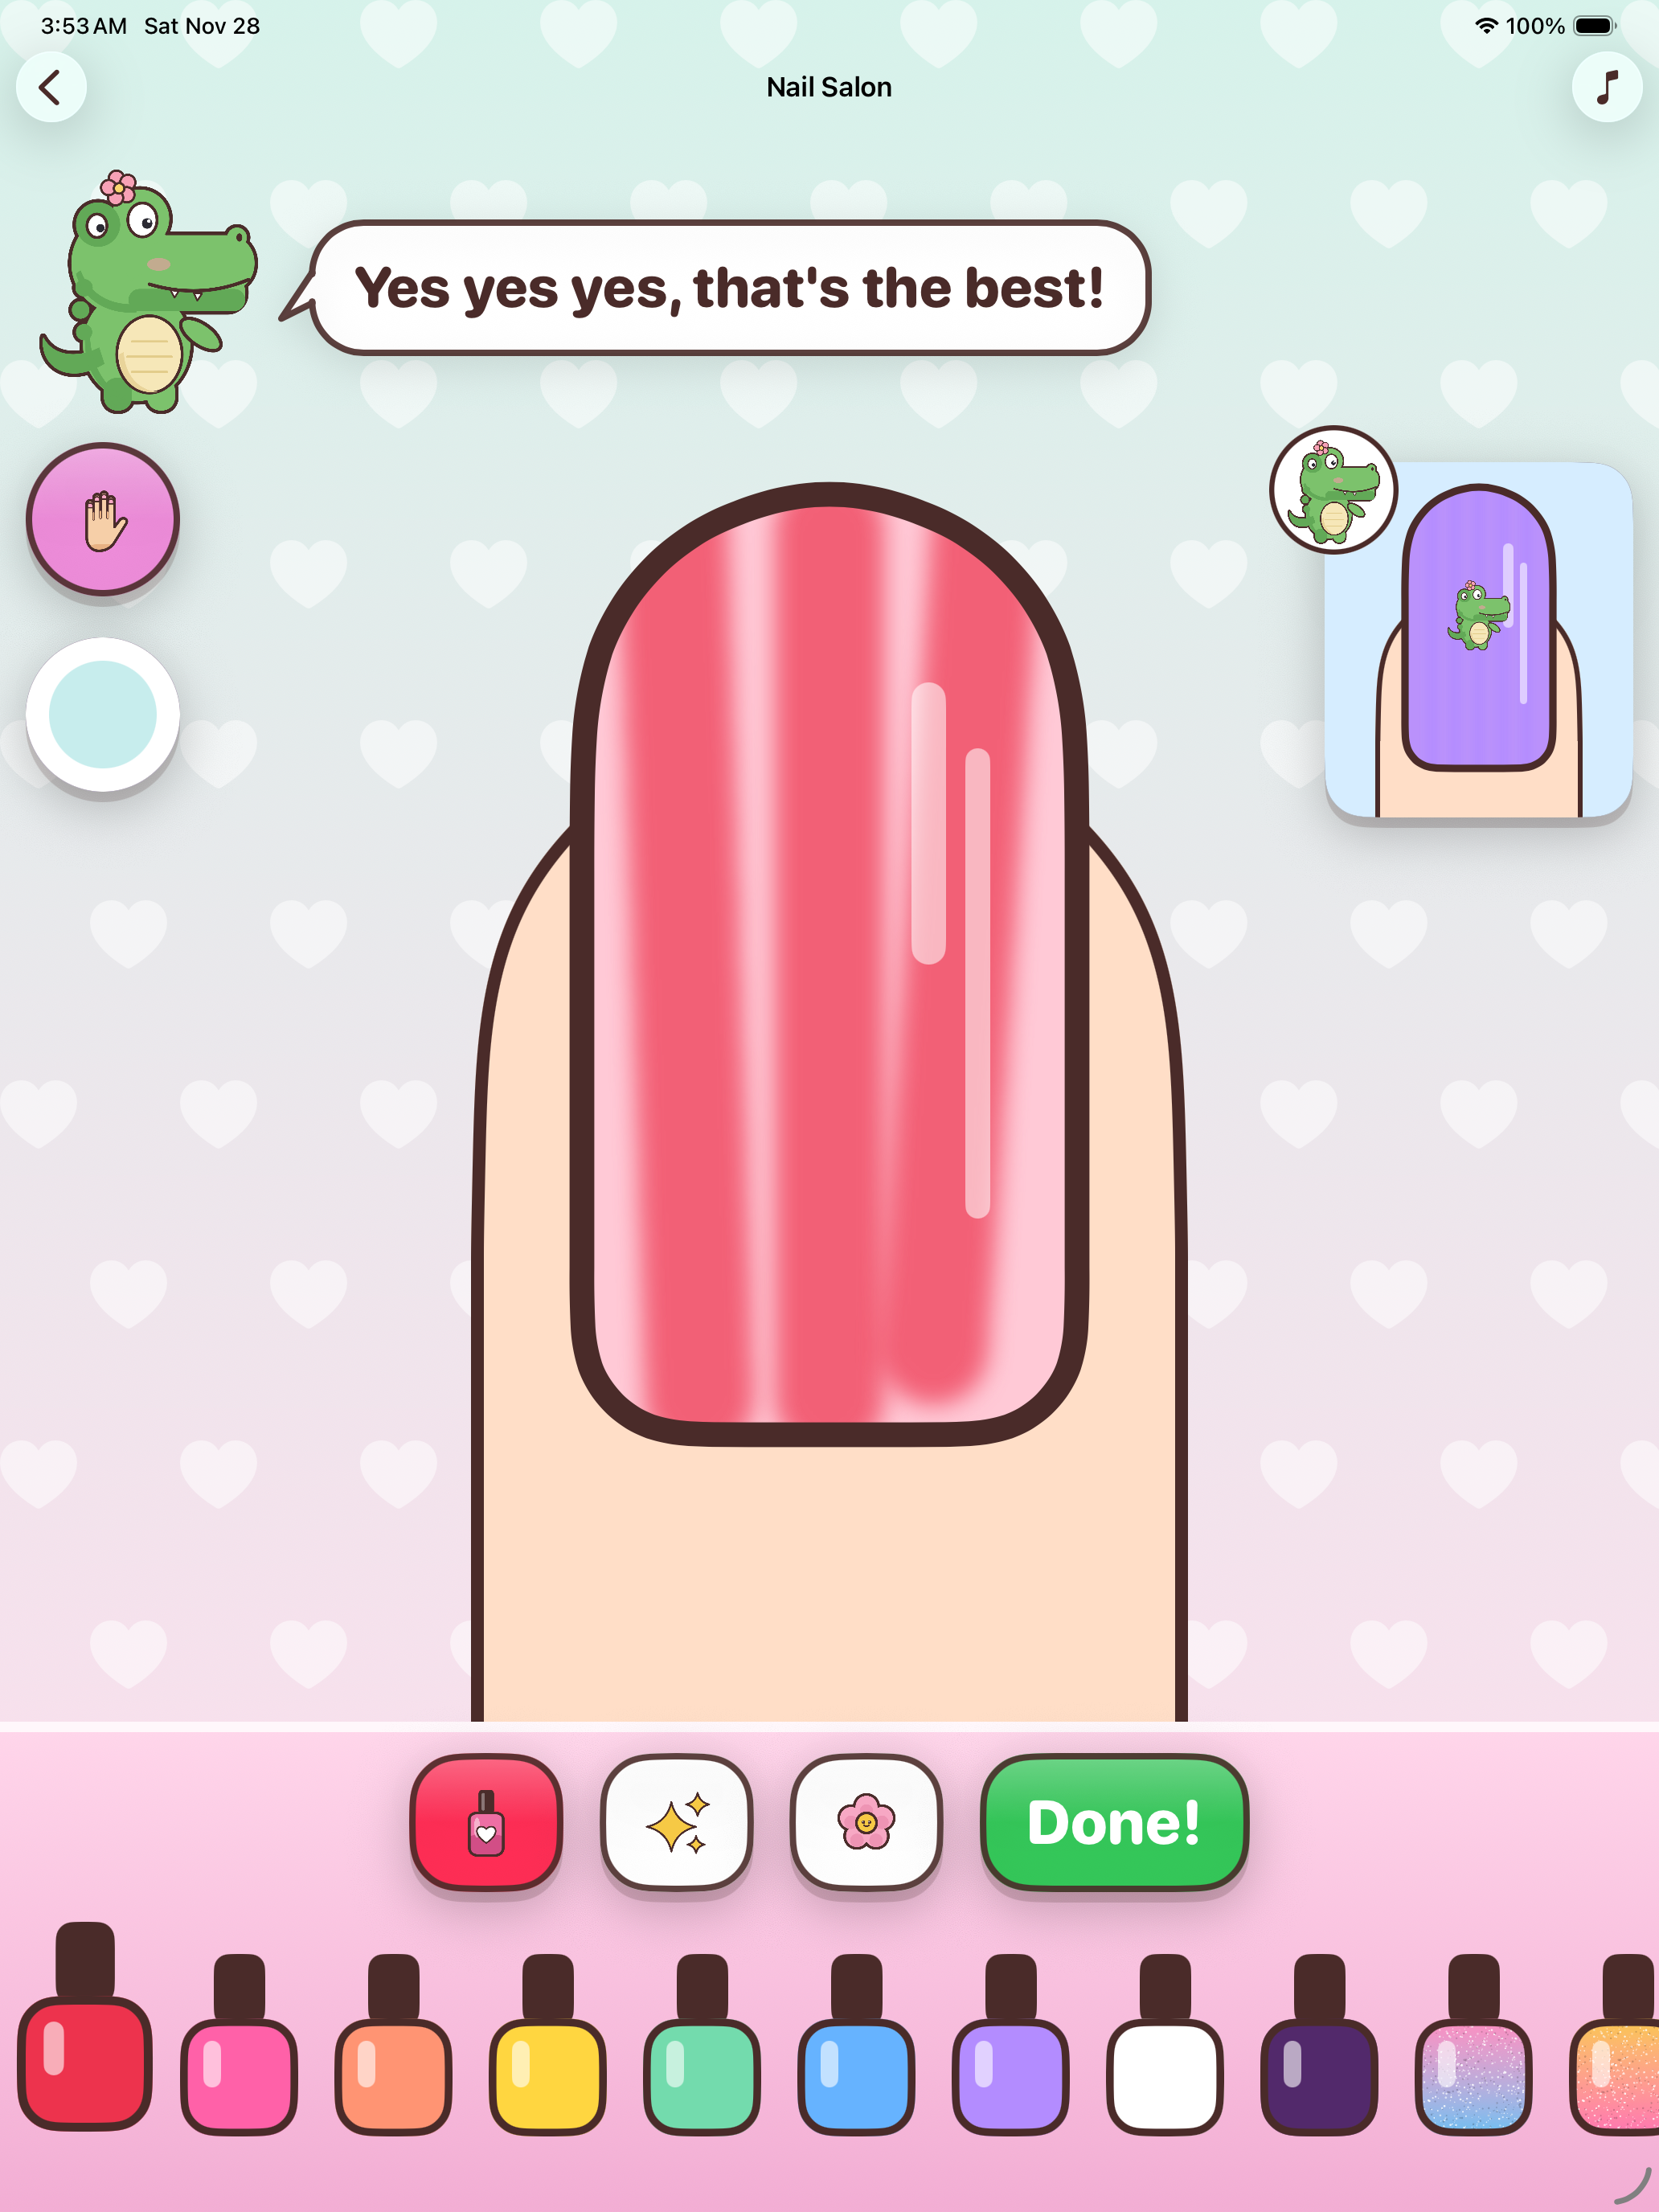 3:53 AM Sat Nov 28
100%
Nail Salon
Yes yes yes, that's the best!
Done!